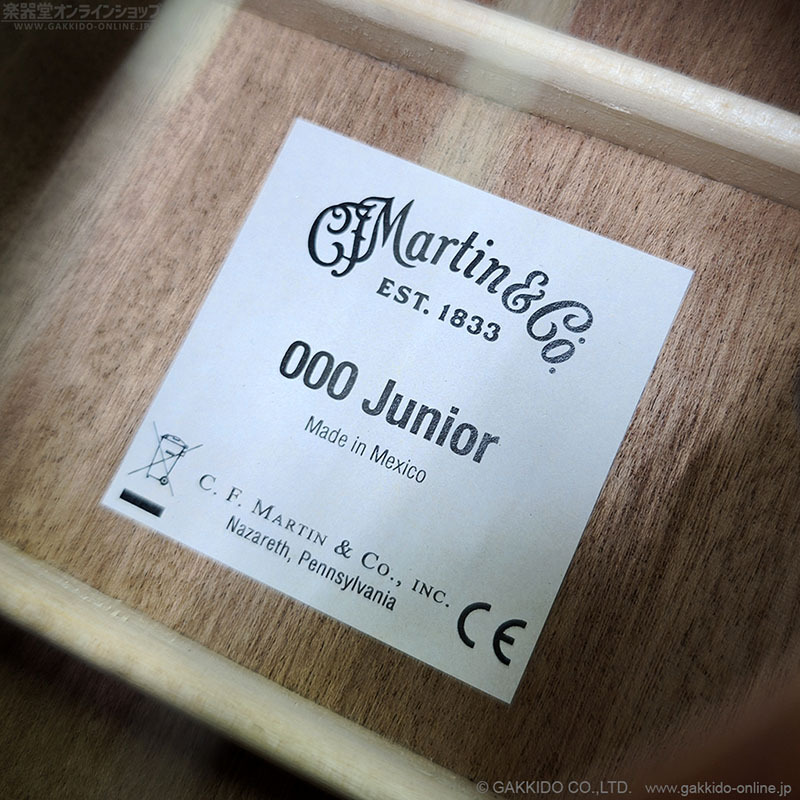 楽器堂オンラインショップ
WWW.GAKKIDO-ONLINE.JP
CFMartin & Co.
EST. 1833
000 Junior
Made in Mexico
C. F. MARTIN & CO., INC.
Nazareth, Pennsylvania
CE
© GAKKIDO CO.,LTD. www.gakkido-online.jp